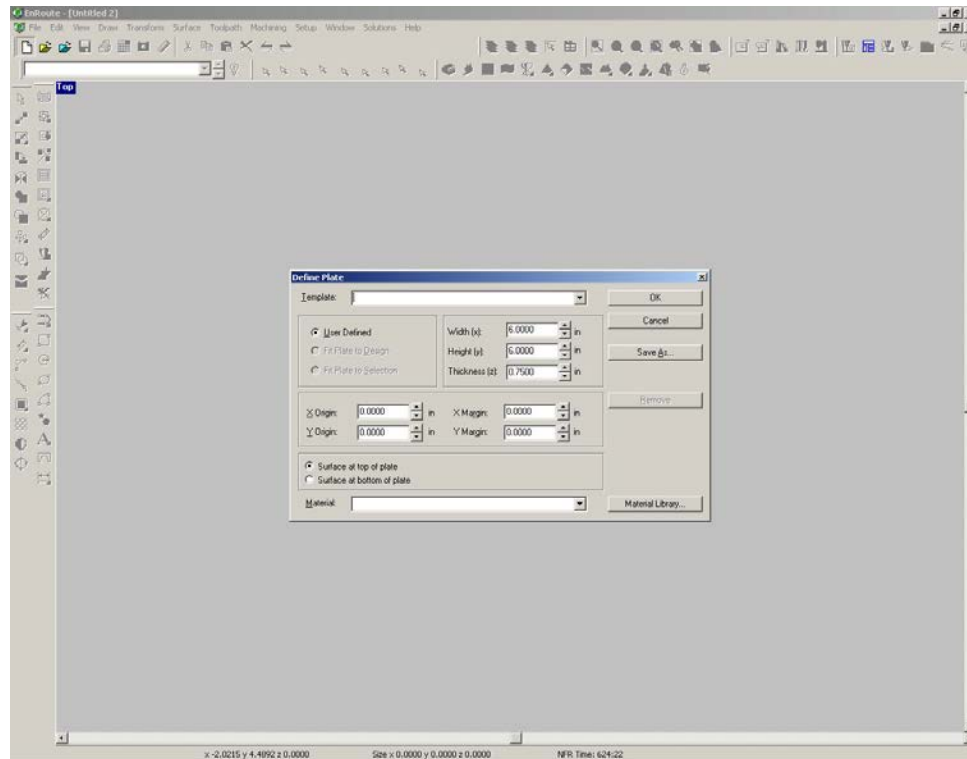 EnRoute - [Untitled 2]
File Edit View Draw Transform Surface Toolpath Machining Setup Window Solutions Help
Top
Define Plate
Template:
OK
User Defined
Width (x): 6.0000 in
Cancel
Fit Plate to Design
Height (y): 6.0000 in
Save As...
Fit Plate to Selection
Thickness (z): 0.7500 in
Remove
X Origin: 0.0000 in X Margin: 0.0000 in
Y Origin: 0.0000 in Y Margin: 0.0000 in
Surface at top of plate
Surface at bottom of plate
Material:
Material Library...
x -2.0215 y 4.4892 z 0.0000 Size x 0.0000 y 0.0000 z 0.0000 NFR Time: 624:22